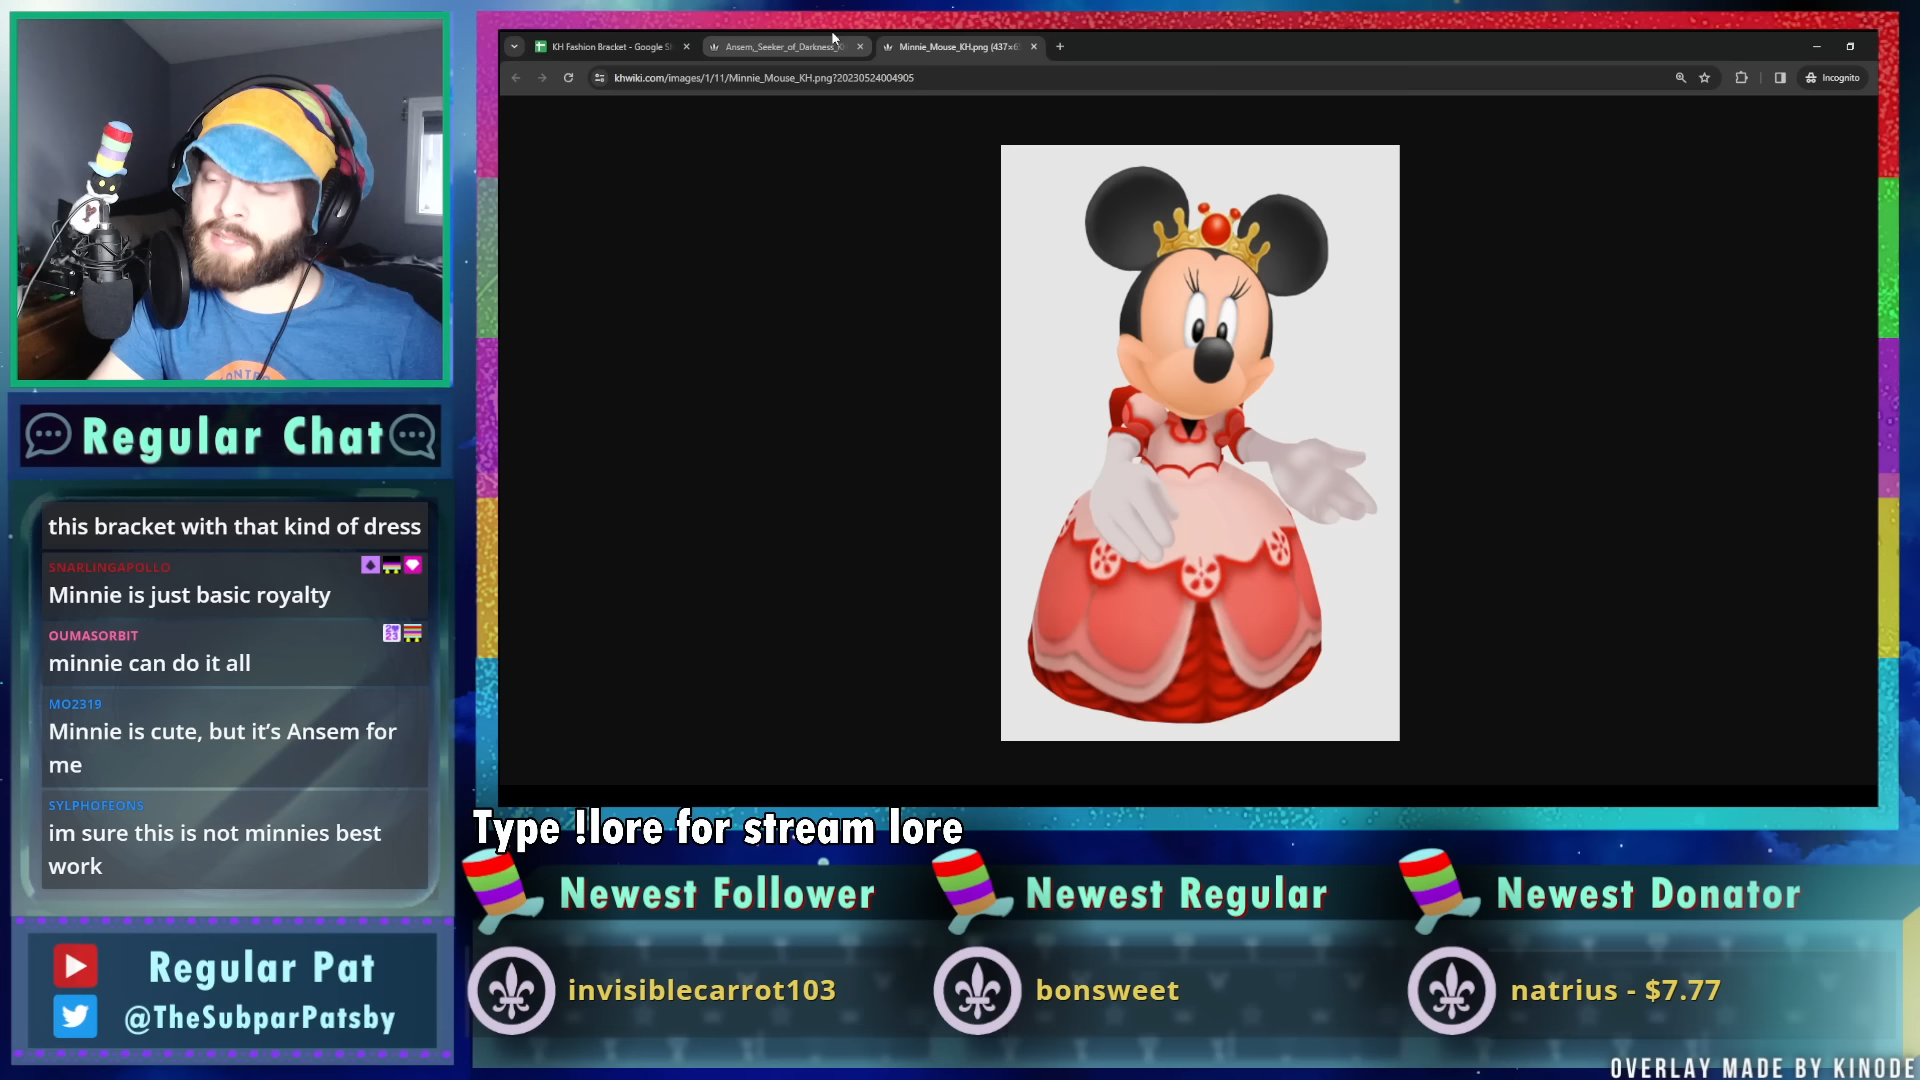 KH Fashion Bracket - Google S
Ansem,_Seeker_of_Darkness_
Minnie_Mouse_KH.png (437×6
khwiki.com/images/1/11/Minnie_Mouse_KH.png?20230524004905
Incognito
Regular Chat
this bracket with that kind of dress
SNARLINGAPOLLO
Minnie is just basic royalty
OUMASORBIT
minnie can do it all
MO2319
Minnie is cute, but it's Ansem for
me
SYLPHOFEONS
im sure this is not minnies best
work
Regular Pat
@TheSubparPatsby
Type !lore for stream lore
Newest Follower
invisiblecarrot103
Newest Regular
bonsweet
Newest Donator
natrius - $7.77
OVERLAY MADE BY KINODE